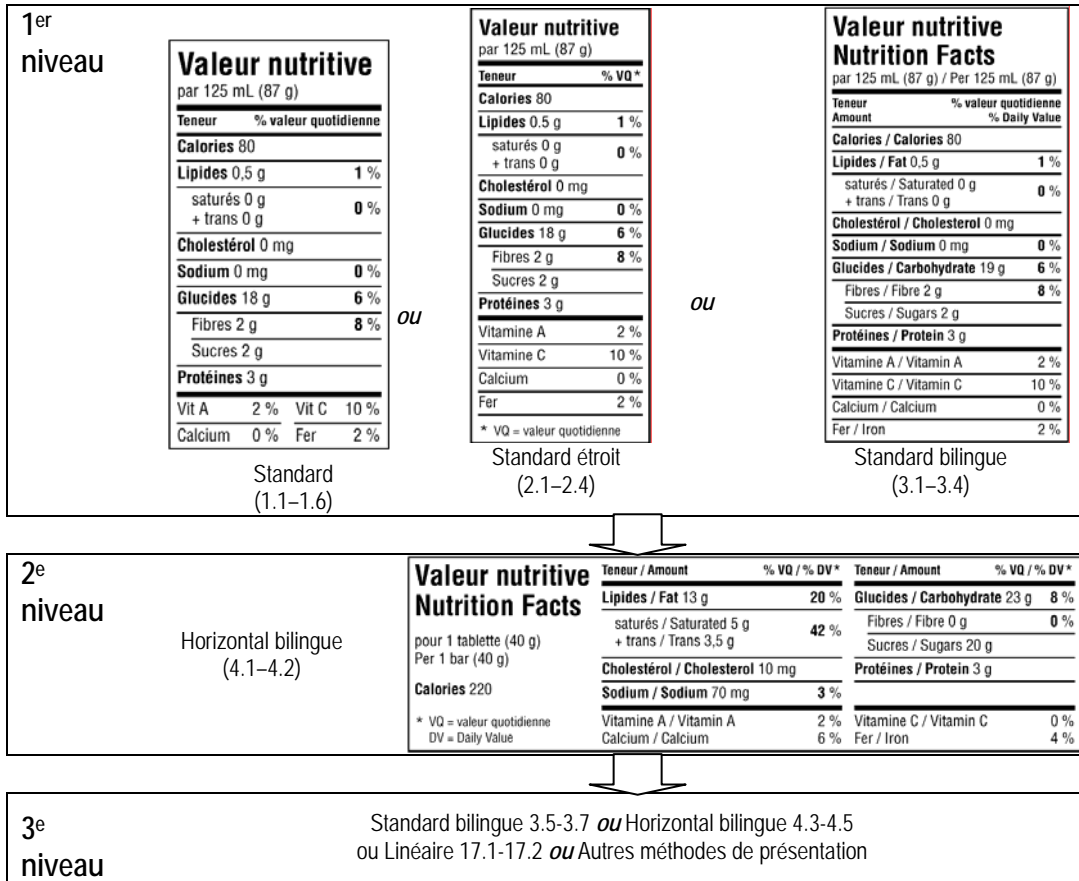 1er
niveau
Valeur nutritive
par 125 mL (87 g)
Teneur % valeur quotidienne
Calories 80
Lipides 0,5 g 1 %
saturés 0 g
+ trans 0 g
0 %
Cholestérol 0 mg
Sodium 0 mg 0 %
Glucides 18 g 6 %
Fibres 2 g 8 %
Sucres 2 g
Protéines 3 g
Vit A 2 % Vit C 10 %
Calcium 0 % Fer 2 %
Standard
(1.1–1.6)
ou
Valeur nutritive
par 125 mL (87 g)
Teneur % VQ *
Calories 80
Lipides 0.5 g 1 %
saturés 0 g
+ trans 0 g
0 %
Cholestérol 0 mg
Sodium 0 mg 0 %
Glucides 18 g 6 %
Fibres 2 g 8 %
Sucres 2 g
Protéines 3 g
Vitamine A 2 %
Vitamine C 10 %
Calcium 0 %
Fer 2 %
* VQ = valeur quotidienne
Standard étroit
(2.1–2.4)
ou
Valeur nutritive
Nutrition Facts
par 125 mL (87 g) / Per 125 mL (87 g)
Teneur % valeur quotidienne
Amount % Daily Value
Calories / Calories 80
Lipides / Fat 0,5 g 1 %
saturés / Saturated 0 g
+ trans / Trans 0 g
0 %
Cholestérol / Cholesterol 0 mg
Sodium / Sodium 0 mg 0 %
Glucides / Carbohydrate 19 g 6 %
Fibres / Fibre 2 g 8 %
Sucres / Sugars 2 g
Protéines / Protein 3 g
Vitamine A / Vitamin A 2 %
Vitamine C / Vitamin C 10 %
Calcium / Calcium 0 %
Fer / Iron 2 %
Standard bilingue
(3.1–3.4)
2e
niveau
Horizontal bilingue
(4.1–4.2)
Valeur nutritive
Nutrition Facts
pour 1 tablette (40 g)
Per 1 bar (40 g)
Calories 220
* VQ = valeur quotidienne
DV = Daily Value
Teneur / Amount % VQ / % DV *
Lipides / Fat 13 g 20 %
saturés / Saturated 5 g
+ trans / Trans 3,5 g
42 %
Cholestérol / Cholesterol 10 mg
Sodium / Sodium 70 mg 3 %
Vitamine A / Vitamin A 2 %
Calcium / Calcium 6 %
Teneur / Amount % VQ / % DV *
Glucides / Carbohydrate 23 g 8 %
Fibres / Fibre 0 g 0 %
Sucres / Sugars 20 g
Protéines / Protein 3 g
Vitamine C / Vitamin C 0 %
Fer / Iron 4 %
3e
niveau
Standard bilingue 3.5-3.7 ou Horizontal bilingue 4.3-4.5
ou Linéaire 17.1-17.2 ou Autres méthodes de présentation